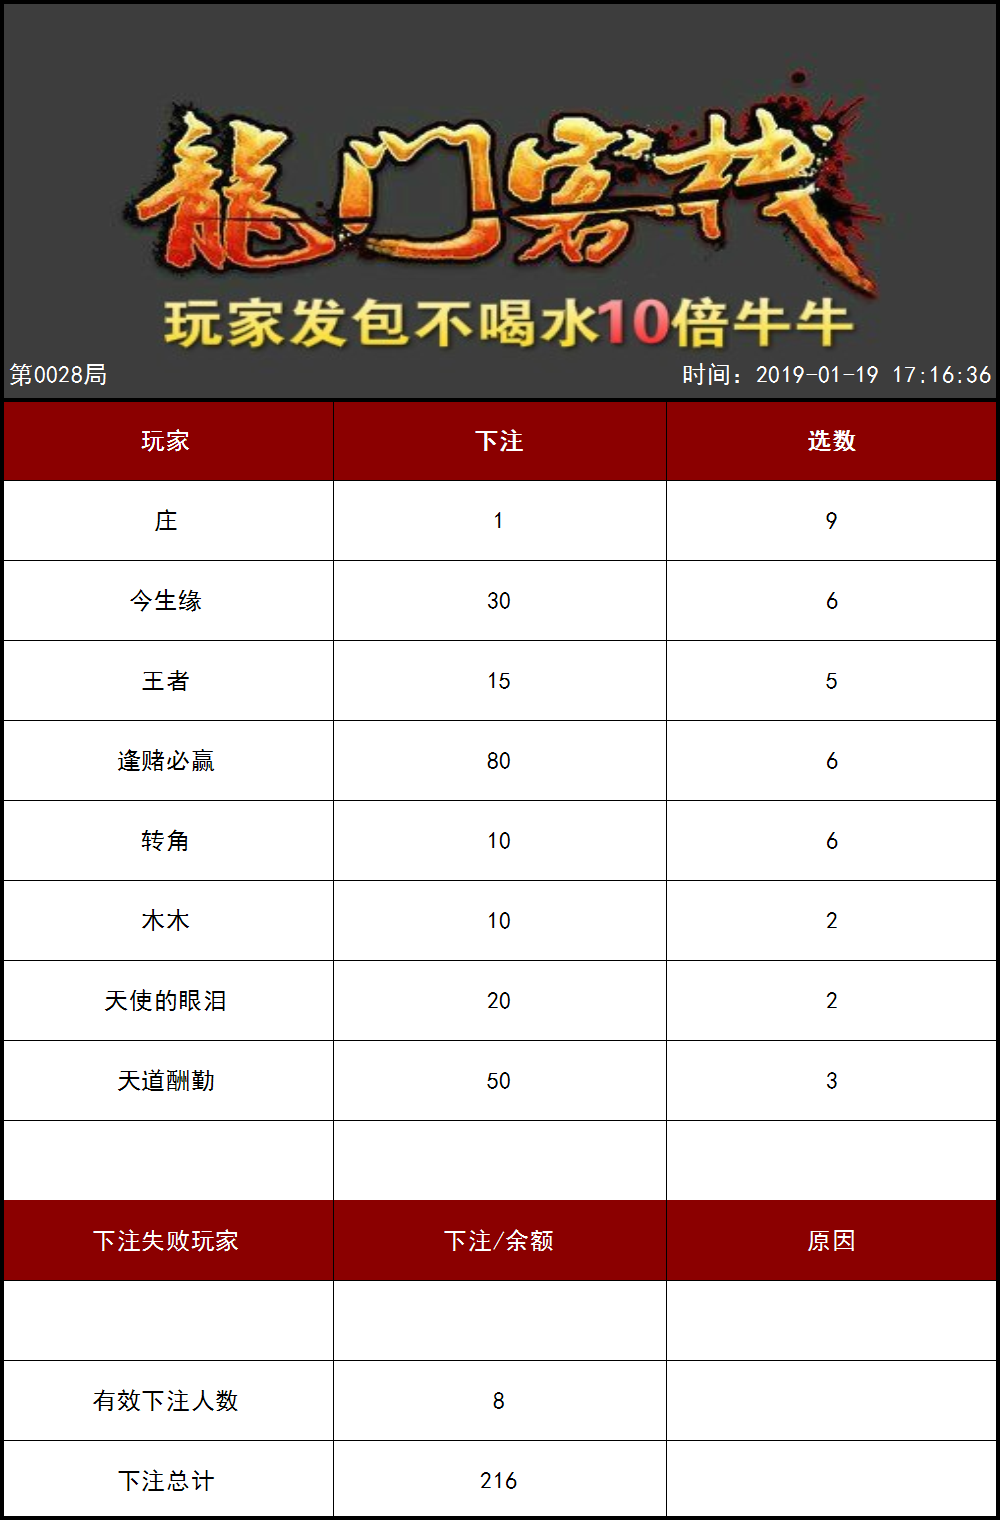 龍门客栈
玩家发包不喝水10倍牛牛
第0028局 时间：2019-01-19 17:16:36
玩家 下注 选数
庄 1 9
今生缘 30 6
王者 15 5
逢赌必赢 80 6
转角 10 6
木木 10 2
天使的眼泪 20 2
天道酬勤 50 3
下注失败玩家 下注/余额 原因
有效下注人数 8
下注总计 216